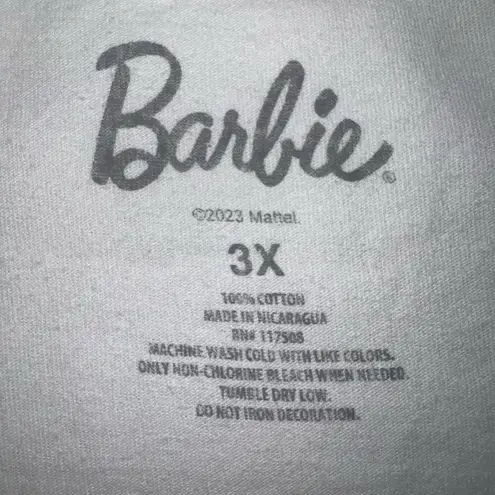 Barbie®
©2023 Mattel.
3X
100% COTTON
MADE IN NICARAGUA
RN# 117508
MACHINE WASH COLD WITH LIKE COLORS.
ONLY NON-CHLORINE BLEACH WHEN NEEDED.
TUMBLE DRY LOW.
DO NOT IRON DECORATION.